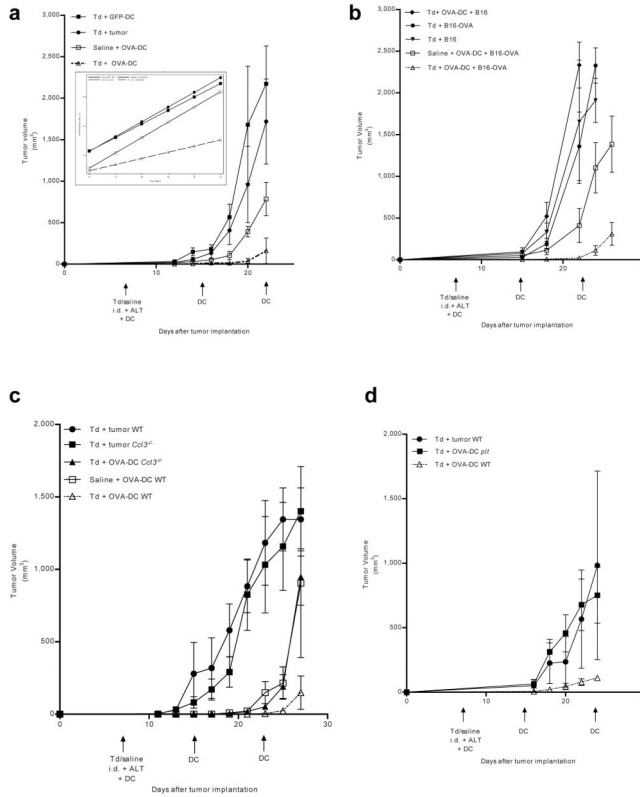 a
Td + GFP-DC
Td + tumor
Saline + OVA-DC
Td + OVA-DC
3,000
2,500
2,000
1,500
1,000
500
0
Tumor volume
(mm³)
0
10
20
Td/saline
i.d. + ALT
+ DC
DC
DC
Days after tumor implantation
b
Td+ OVA-DC + B16
Td + B16-OVA
Td + B16
Saline + OVA-DC + B16-OVA
Td + OVA-DC + B16-OVA
3,000
2,500
2,000
1,500
1,000
500
0
Tumor volume
(mm³)
0
10
20
Td/saline
i.d. + ALT
+ DC
DC
DC
Days after tumor implantation
c
Td + tumor WT
Td + tumor Ccl3-/-
Td + OVA-DC Ccl3-/-
Saline + OVA-DC WT
Td + OVA-DC WT
2,000
1,500
1,000
500
0
Tumor Volume
(mm³)
0
10
20
30
Td/saline
i.d. + ALT
+ DC
DC
DC
Days after tumor implantation
d
Td + tumor WT
Td + OVA-DC plt
Td + OVA-DC WT
2,000
1,500
1,000
500
0
Tumor Volume
(mm³)
0
10
20
Td/saline
i.d. + ALT
+ DC
DC
DC
Days after tumor implantation